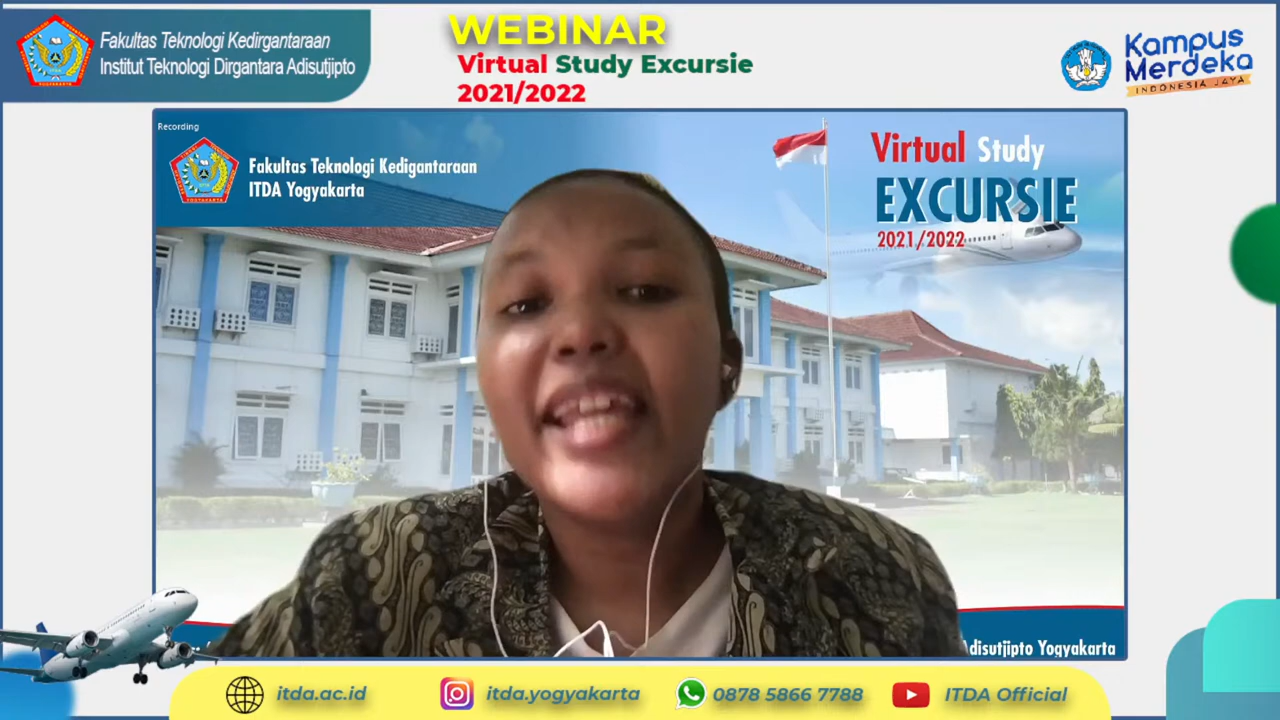 Fakultas Teknologi Kedirgantaraan
Institut Teknologi Dirgantara Adisutjipto
WEBINAR
Virtual Study Excursie
2021/2022
Kampus
Merdeka
INDONESIA JAYA
Recording
Fakultas Teknologi Kedigantaraan
ITDA Yogyakarta
Virtual Study
EXCURSIE
2021/2022
Adisutjipto Yogyakarta
itda.ac.id
itda.yogyakarta
0878 5866 7788
ITDA Official